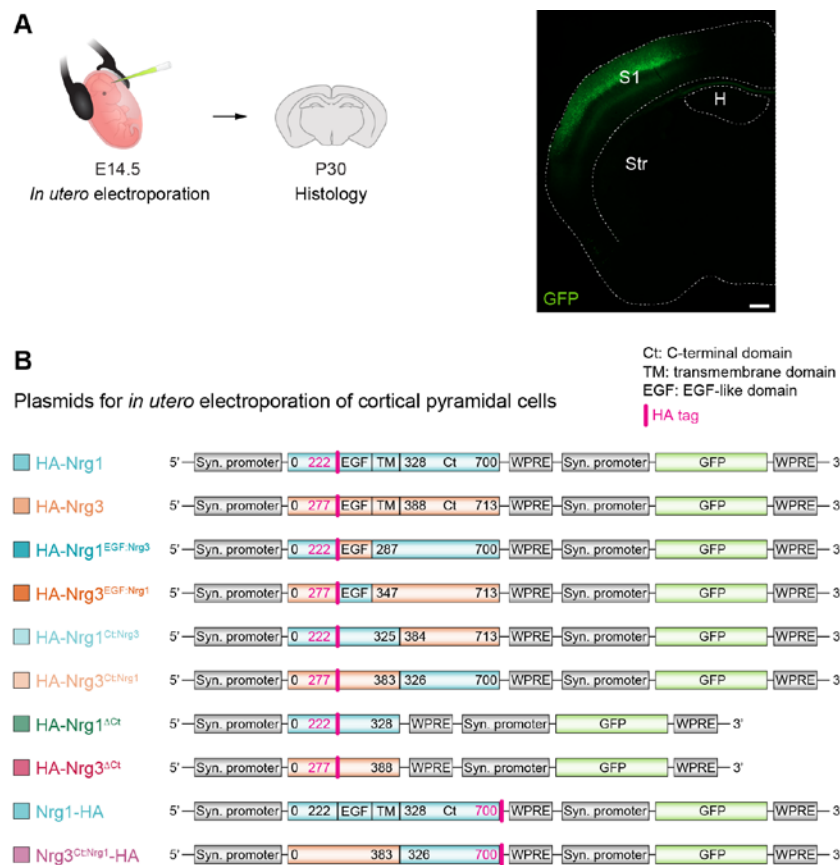 A
E14.5
In utero electroporation
P30
Histology
S1
H
Str
GFP
B
Ct: C-terminal domain
TM: transmembrane domain
EGF: EGF-like domain
HA tag
Plasmids for in utero electroporation of cortical pyramidal cells
HA-Nrg1 5' Syn. promoter 0 222 EGF TM 328 Ct 700 WPRE Syn. promoter GFP WPRE 3'
HA-Nrg3 5' Syn. promoter 0 277 EGF TM 388 Ct 713 WPRE Syn. promoter GFP WPRE 3'
HA-Nrg1EGF:Nrg3 5' Syn. promoter 0 222 EGF 287 700 WPRE Syn. promoter GFP WPRE 3'
HA-Nrg3EGF:Nrg1 5' Syn. promoter 0 277 EGF 347 713 WPRE Syn. promoter GFP WPRE 3'
HA-Nrg1Ct:Nrg3 5' Syn. promoter 0 222 325 384 713 WPRE Syn. promoter GFP WPRE 3'
HA-Nrg3Ct:Nrg1 5' Syn. promoter 0 277 383 326 700 WPRE Syn. promoter GFP WPRE 3'
HA-Nrg1ΔCt 5' Syn. promoter 0 222 328 WPRE Syn. promoter GFP WPRE 3'
HA-Nrg3ΔCt 5' Syn. promoter 0 277 388 WPRE Syn. promoter GFP WPRE 3'
Nrg1-HA 5' Syn. promoter 0 222 EGF TM 328 Ct 700 WPRE Syn. promoter GFP WPRE 3'
Nrg3Ct:Nrg1-HA 5' Syn. promoter 0 383 326 700 WPRE Syn. promoter GFP WPRE 3'